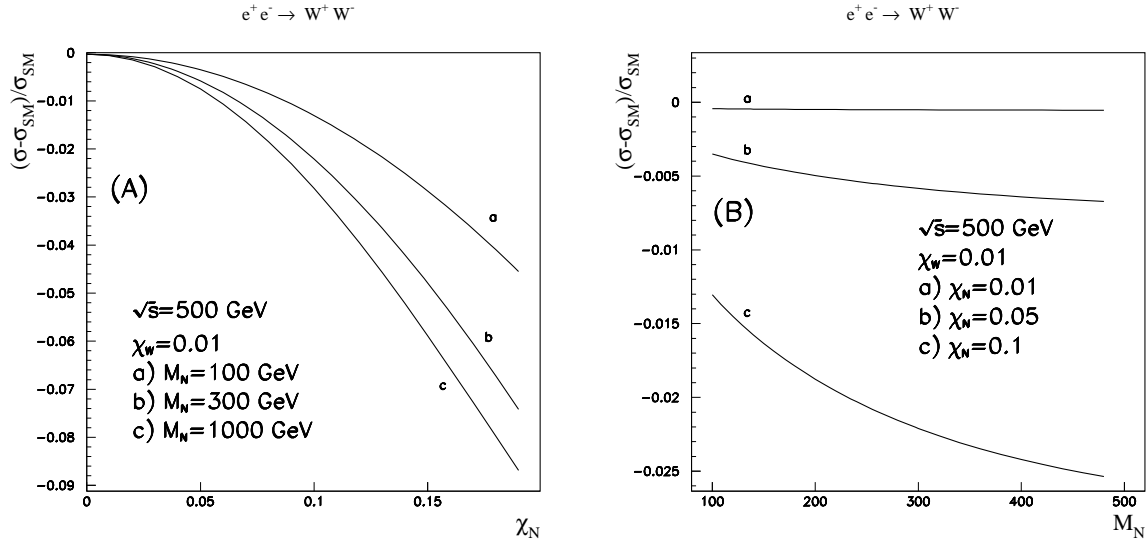 e⁺ e⁻ → W⁺ W⁻
(σ-σ_SM)/σ_SM
0
-0.01
-0.02
-0.03
-0.04
-0.05
-0.06
-0.07
-0.08
-0.09
(A)
a
b
c
√s=500 GeV
χ_W=0.01
a) M_N=100 GeV
b) M_N=300 GeV
c) M_N=1000 GeV
0
0.05
0.1
0.15
χ_N
e⁺ e⁻ → W⁺ W⁻
(σ-σ_SM)/σ_SM
0
-0.005
-0.01
-0.015
-0.02
-0.025
a
b
c
(B)
√s=500 GeV
χ_W=0.01
a) χ_N=0.01
b) χ_N=0.05
c) χ_N=0.1
100
200
300
400
500
M_N